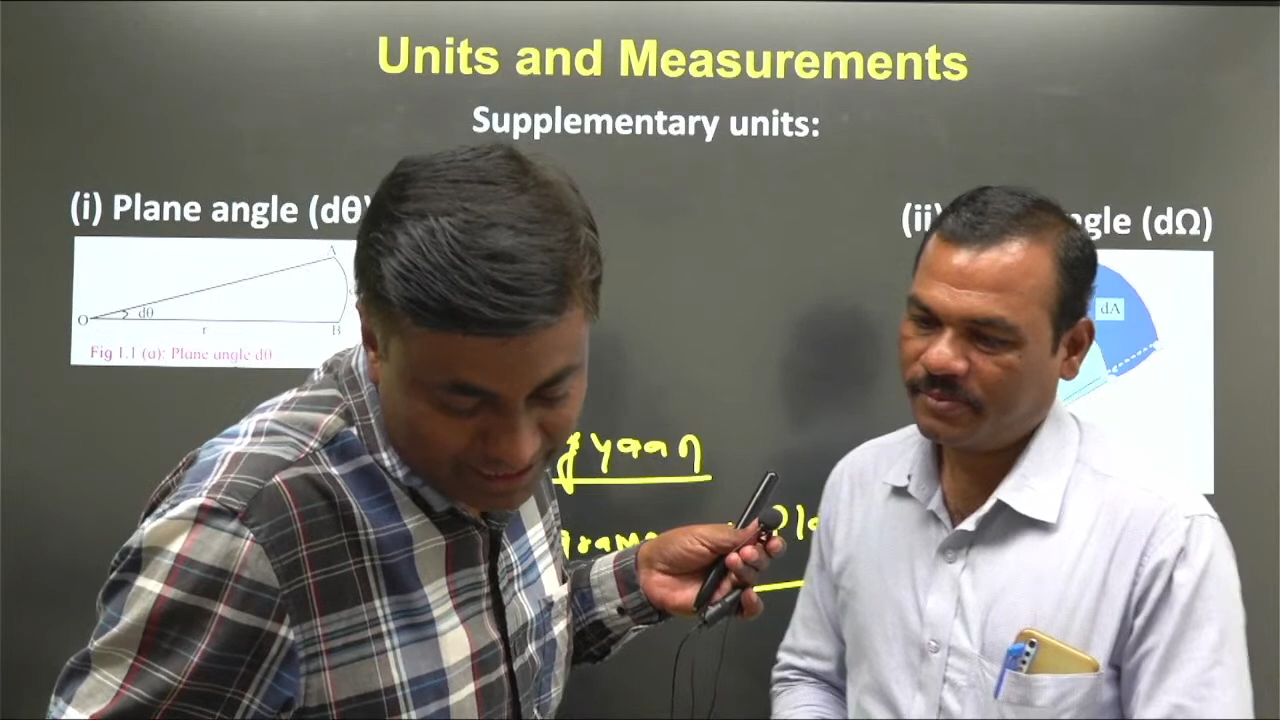 Units and Measurements
Supplementary units:
(i) Plane angle (dθ)
(ii) gle (dΩ)
A
O dθ
r B
Fig 1.1 (a): Plane angle dθ
dA
gyaan